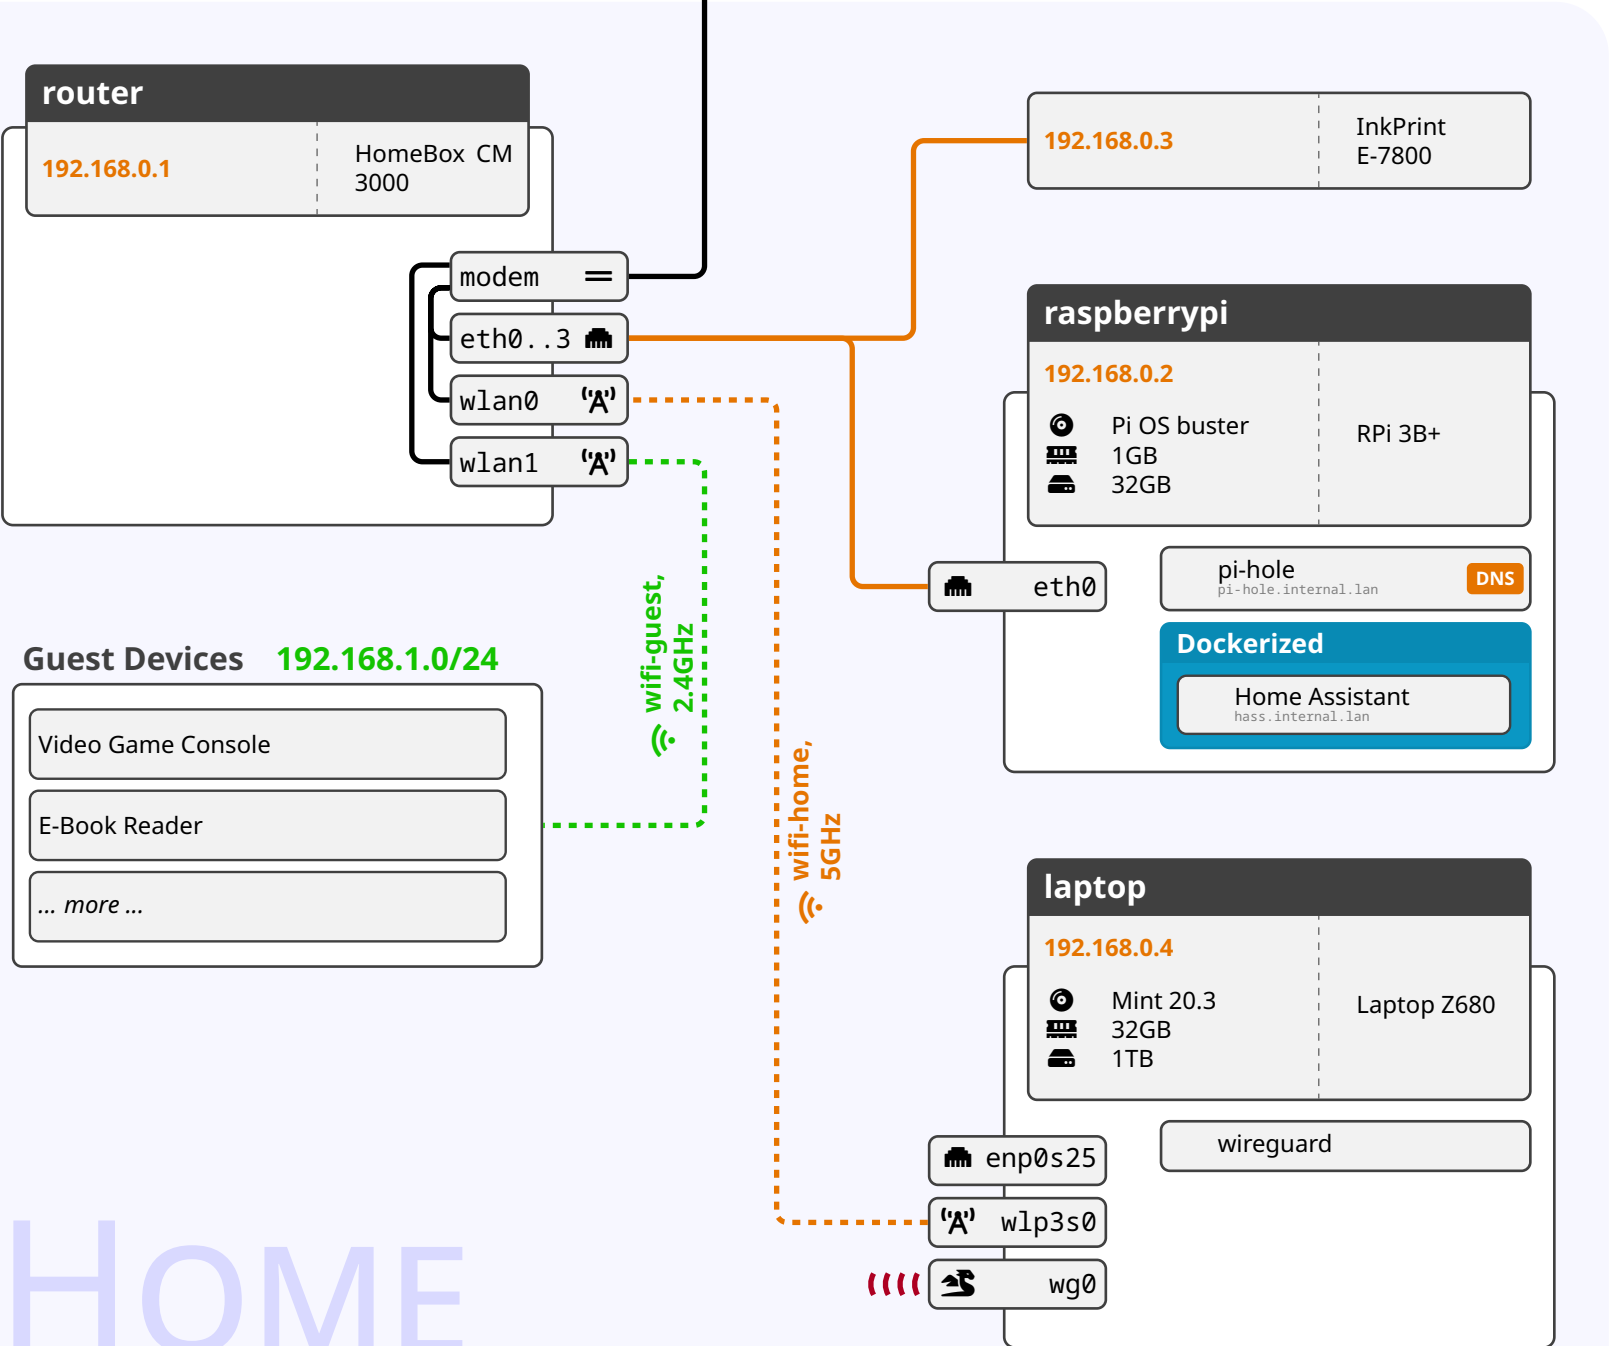 router
192.168.0.1
HomeBox CM
3000
modem
eth0..3
wlan0
wlan1
192.168.0.3
InkPrint
E-7800
raspberrypi
192.168.0.2
Pi OS buster
1GB
32GB
RPi 3B+
eth0
pi-hole
pi-hole.internal.lan
DNS
Dockerized
Home Assistant
hass.internal.lan
wifi-guest,
2.4GHz
wifi-home,
5GHz
Guest Devices 192.168.1.0/24
Video Game Console
E-Book Reader
... more ...
laptop
192.168.0.4
Mint 20.3
32GB
1TB
Laptop Z680
enp0s25
wlp3s0
wg0
wireguard
HOME